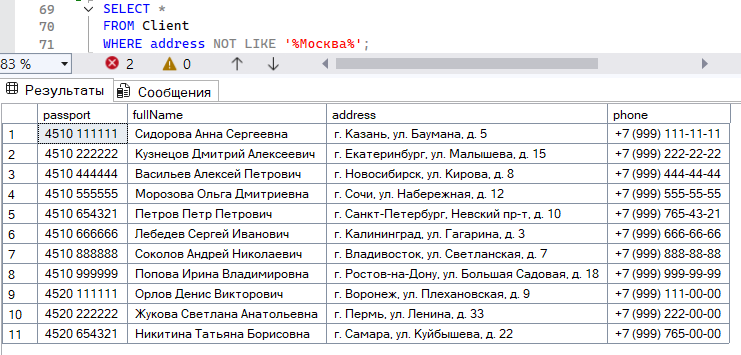 69 SELECT *
70 FROM Client
71 WHERE address NOT LIKE '%Москва%';
83 % 2 0
Результаты Сообщения
passport fullName address phone
1 4510 111111 Сидорова Анна Сергеевна г. Казань, ул. Баумана, д. 5 +7 (999) 111-11-11
2 4510 222222 Кузнецов Дмитрий Алексеевич г. Екатеринбург, ул. Малышева, д. 15 +7 (999) 222-22-22
3 4510 444444 Васильев Алексей Петрович г. Новосибирск, ул. Кирова, д. 8 +7 (999) 444-44-44
4 4510 555555 Морозова Ольга Дмитриевна г. Сочи, ул. Набережная, д. 12 +7 (999) 555-55-55
5 4510 654321 Петров Петр Петрович г. Санкт-Петербург, Невский пр-т, д. 10 +7 (999) 765-43-21
6 4510 666666 Лебедев Сергей Иванович г. Калининград, ул. Гагарина, д. 3 +7 (999) 666-66-66
7 4510 888888 Соколов Андрей Николаевич г. Владивосток, ул. Светланская, д. 7 +7 (999) 888-88-88
8 4510 999999 Попова Ирина Владимировна г. Ростов-на-Дону, ул. Большая Садовая, д. 18 +7 (999) 999-99-99
9 4520 111111 Орлов Денис Викторович г. Воронеж, ул. Плехановская, д. 9 +7 (999) 111-00-00
10 4520 222222 Жукова Светлана Анатольевна г. Пермь, ул. Ленина, д. 33 +7 (999) 222-00-00
11 4520 654321 Никитина Татьяна Борисовна г. Самара, ул. Куйбышева, д. 22 +7 (999) 765-00-00